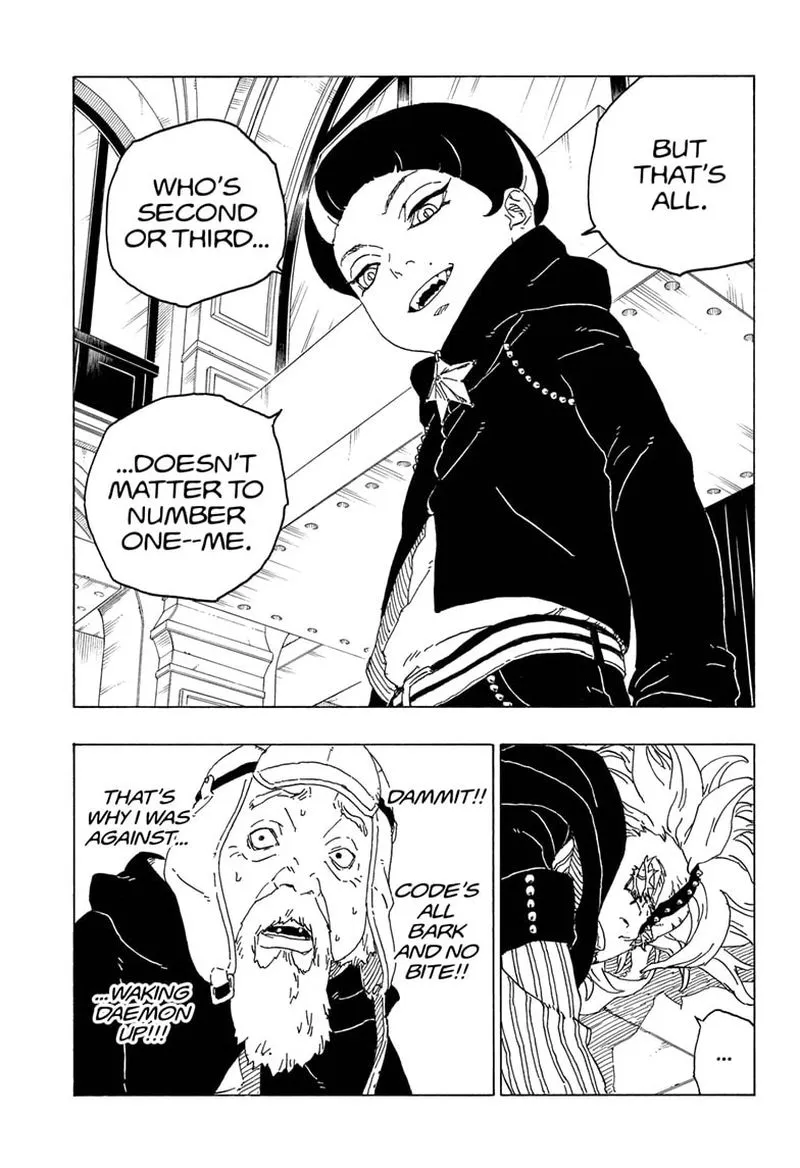 BUT
THAT'S
ALL.
WHO'S
SECOND
OR THIRD...
...DOESN'T
MATTER TO
NUMBER
ONE--ME.
...
DAMMIT!!
CODE'S
ALL
BARK
AND NO
BITE!!
THAT'S
WHY I WAS
AGAINST...
...WAKING
DAEMON
UP!!!